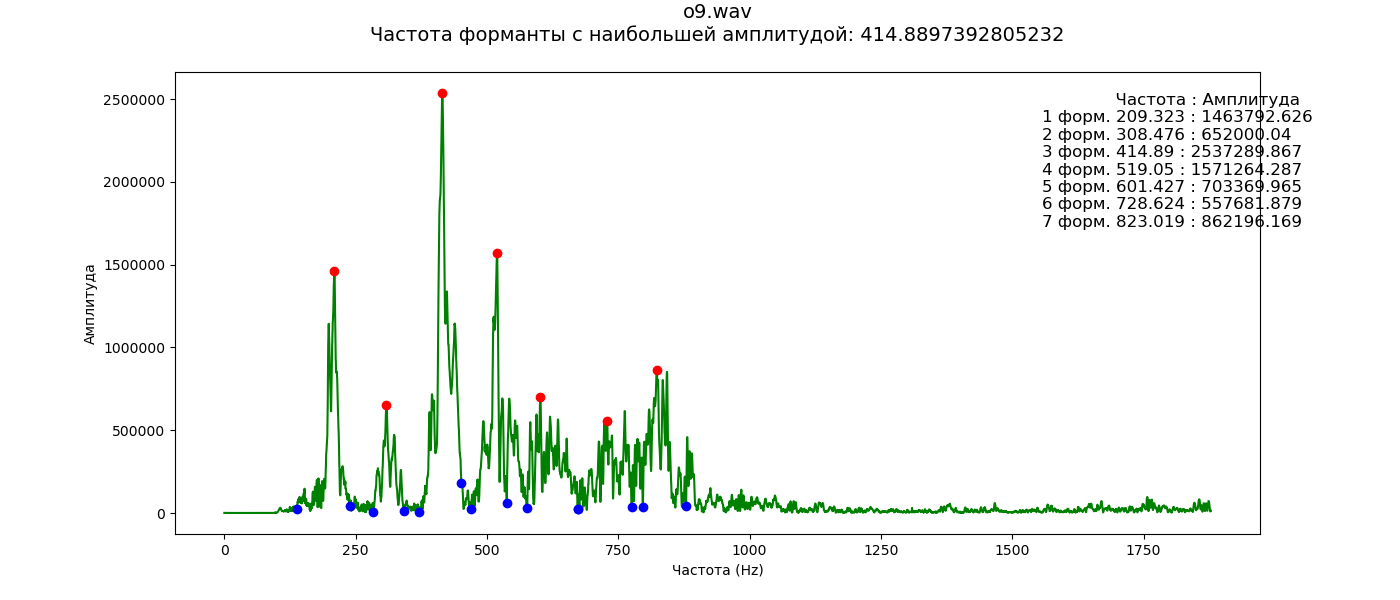 o9.wav
Частота форманты с наибольшей амплитудой: 414.8897392805232
Частота : Амплитуда
1 форм. 209.323 : 1463792.626
2 форм. 308.476 : 652000.04
3 форм. 414.89 : 2537289.867
4 форм. 519.05 : 1571264.287
5 форм. 601.427 : 703369.965
6 форм. 728.624 : 557681.879
7 форм. 823.019 : 862196.169
Амплитуда
2500000
2000000
1500000
1000000
500000
0
0 250 500 750 1000 1250 1500 1750
Частота (Hz)